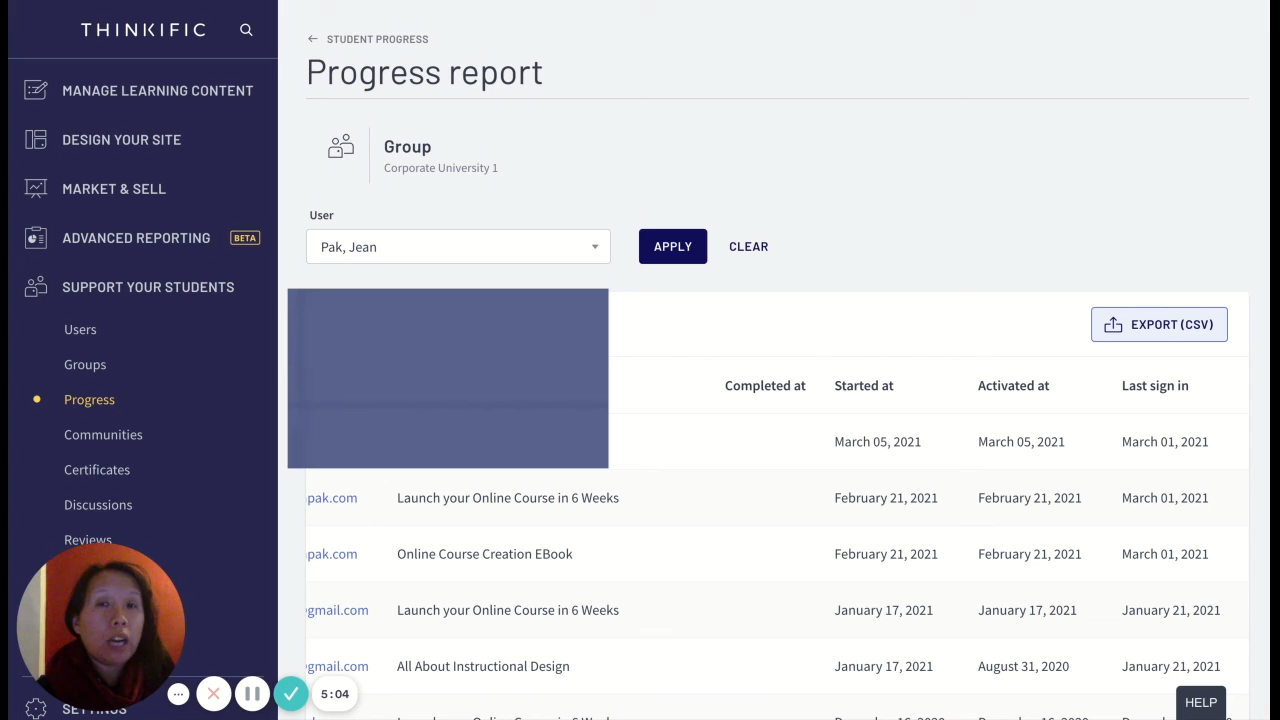 THINKIFIC
MANAGE LEARNING CONTENT
DESIGN YOUR SITE
MARKET & SELL
ADVANCED REPORTING BETA
SUPPORT YOUR STUDENTS
Users
Groups
Progress
Communities
Certificates
Discussions
Reviews
SETTINGS
5:04
← STUDENT PROGRESS
Progress report
Group
Corporate University 1
User
Pak, Jean
APPLY CLEAR
EXPORT (CSV)
Completed at Started at Activated at Last sign in
March 05, 2021 March 05, 2021 March 01, 2021
pak.com Launch your Online Course in 6 Weeks February 21, 2021 February 21, 2021 March 01, 2021
pak.com Online Course Creation EBook February 21, 2021 February 21, 2021 March 01, 2021
@gmail.com Launch your Online Course in 6 Weeks January 17, 2021 January 17, 2021 January 21, 2021
@gmail.com All About Instructional Design January 17, 2021 August 31, 2020 January 21, 2021
HELP